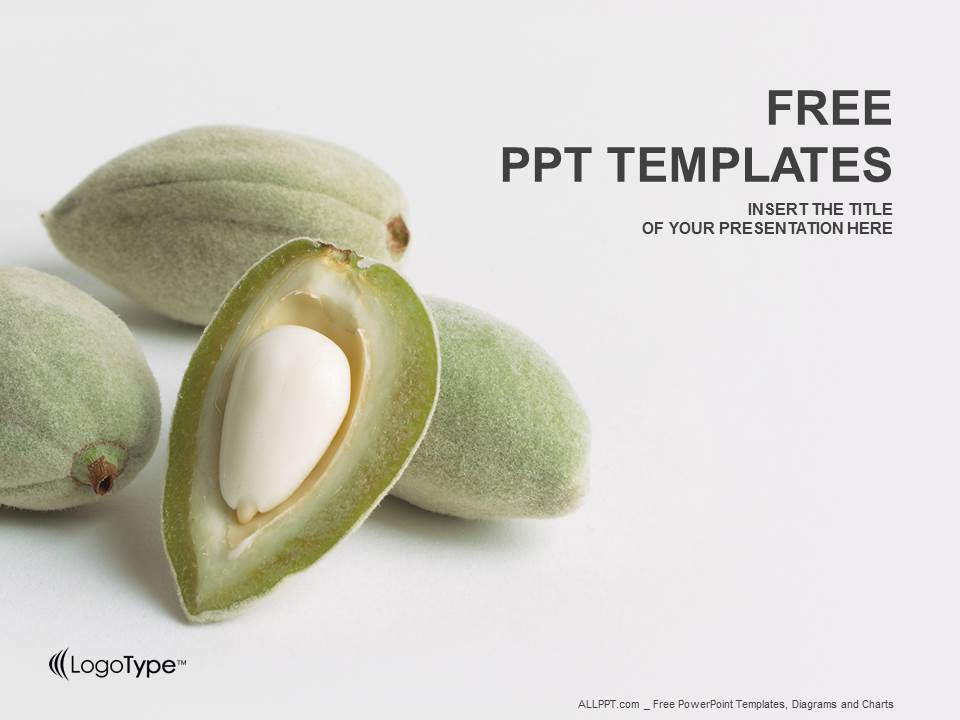 FREE
PPT TEMPLATES
INSERT THE TITLE
OF YOUR PRESENTATION HERE
LogoType™
ALLPPT.com _ Free PowerPoint Templates, Diagrams and Charts